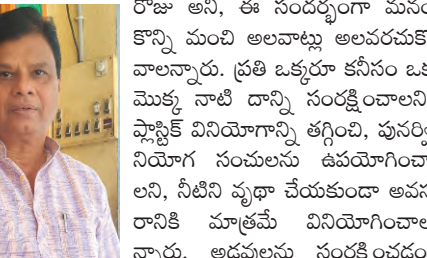 రోజు అని, ఈ సందర్భంగా మనం
కొన్ని మంచి అలవాట్లు అలవరచుకో
వాలన్నారు. ప్రతి ఒక్కరూ కనీసం ఒక
మొక్క నాటి దాన్ని సంరక్షించాలని
ప్లాస్టిక్ వినియోగాన్ని తగ్గించి, పునర్వి
నియోగ సంచులను ఉపయోగించా
లని, నీటిని వృథా చేయకుండా అవస
రానికి మాత్రమే వినియోగించాల
న్నారు. అడవులను సంరక్షించడం